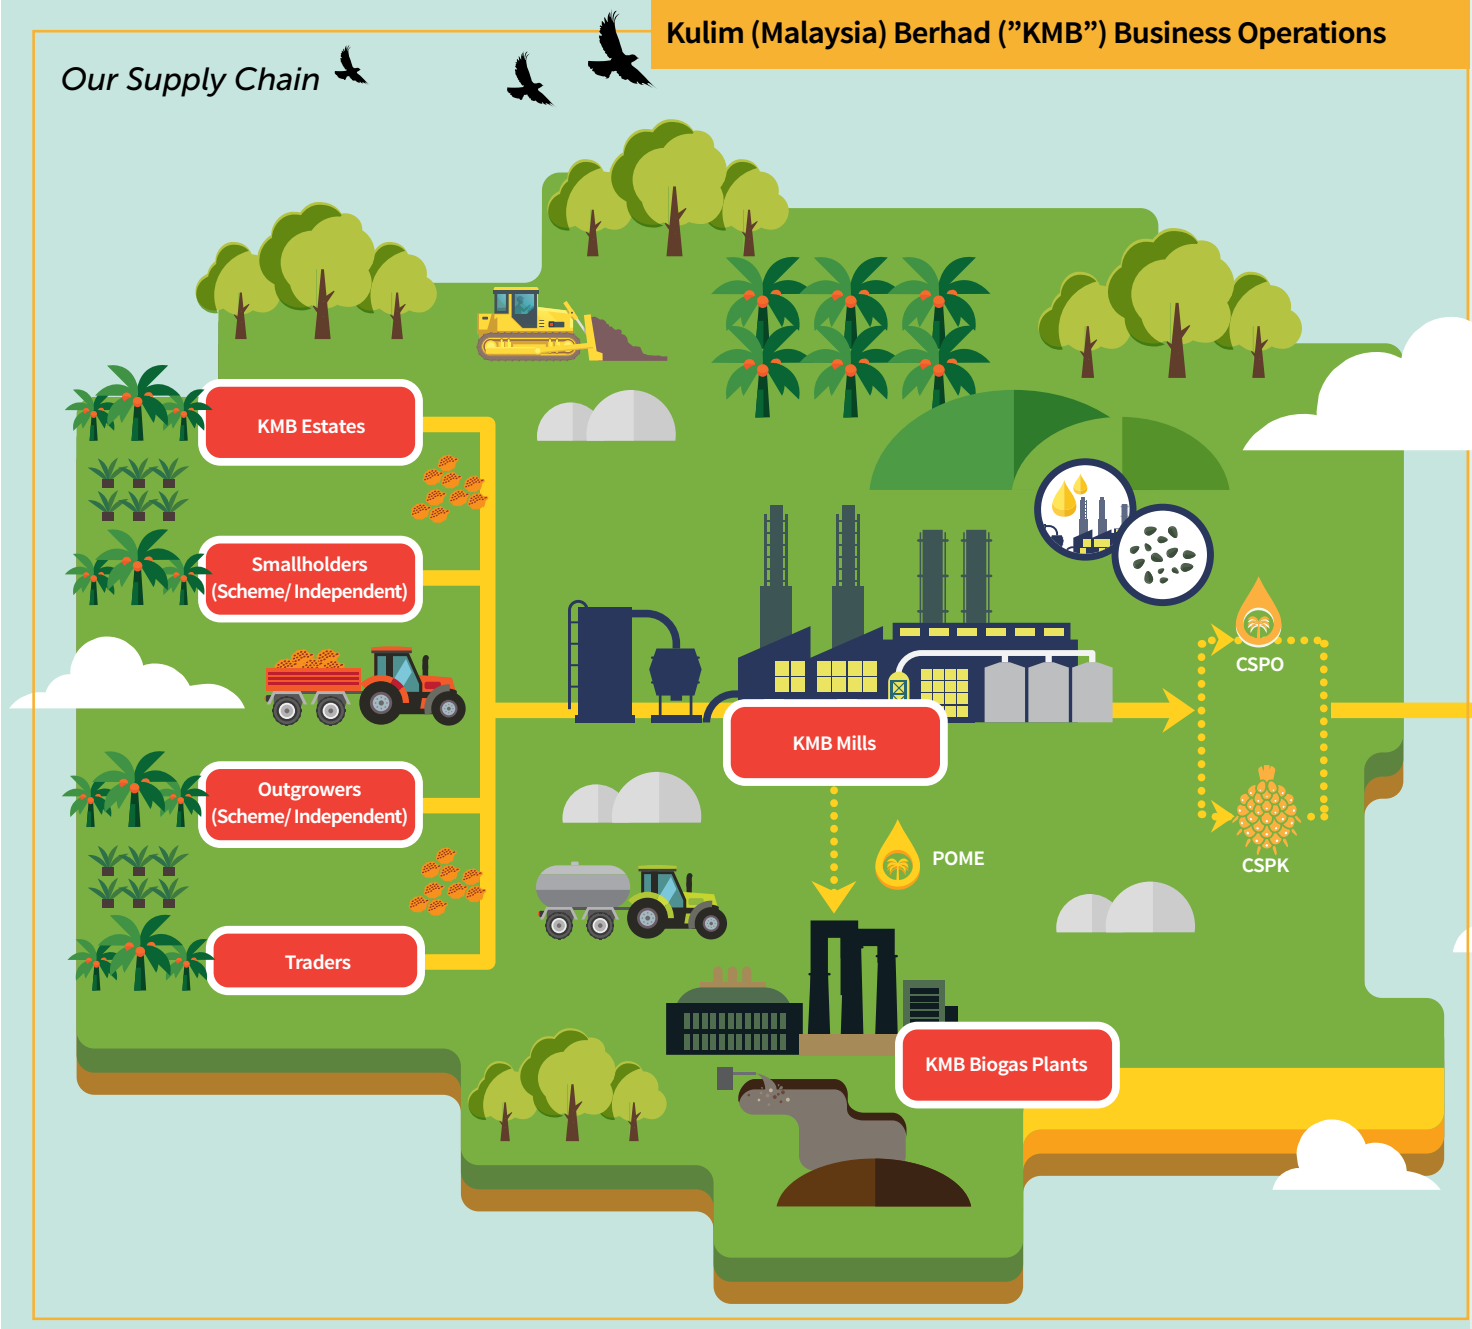 Kulim (Malaysia) Berhad (”KMB”) Business Operations
Our Supply Chain
KMB Estates
Smallholders
(Scheme/ Independent)
CSPO
KMB Mills
Outgrowers
(Scheme/ Independent)
POME
CSPK
Traders
KMB Biogas Plants